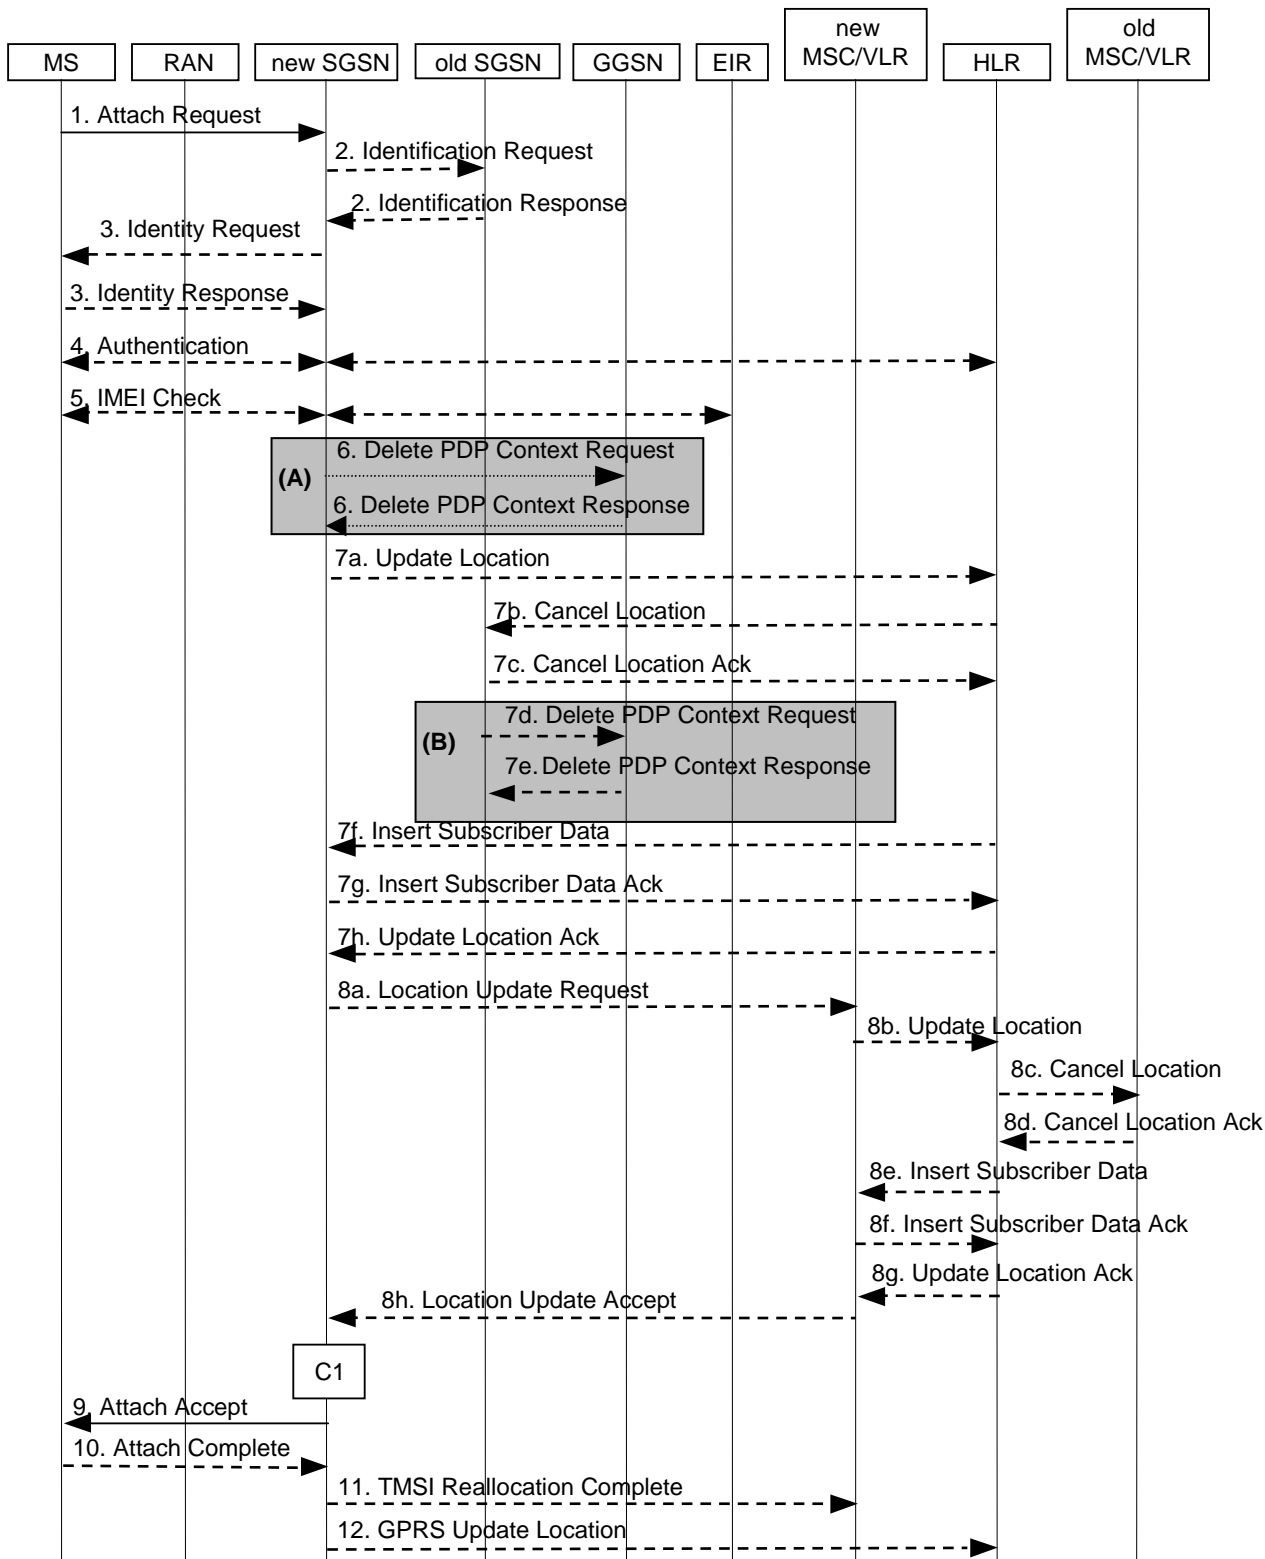 new
MSC/VLR
old
MSC/VLR
MS
RAN
new SGSN
old SGSN
GGSN
EIR
HLR
1. Attach Request
2. Identification Request
2. Identification Response
3. Identity Request
3. Identity Response
4. Authentication
5. IMEI Check
(A)
6. Delete PDP Context Request
6. Delete PDP Context Response
7a. Update Location
7b. Cancel Location
7c. Cancel Location Ack
(B)
7d. Delete PDP Context Request
7e. Delete PDP Context Response
7f. Insert Subscriber Data
7g. Insert Subscriber Data Ack
7h. Update Location Ack
8a. Location Update Request
8b. Update Location
8c. Cancel Location
8d. Cancel Location Ack
8e. Insert Subscriber Data
8f. Insert Subscriber Data Ack
8g. Update Location Ack
8h. Location Update Accept
C1
9. Attach Accept
10. Attach Complete
11. TMSI Reallocation Complete
12. GPRS Update Location